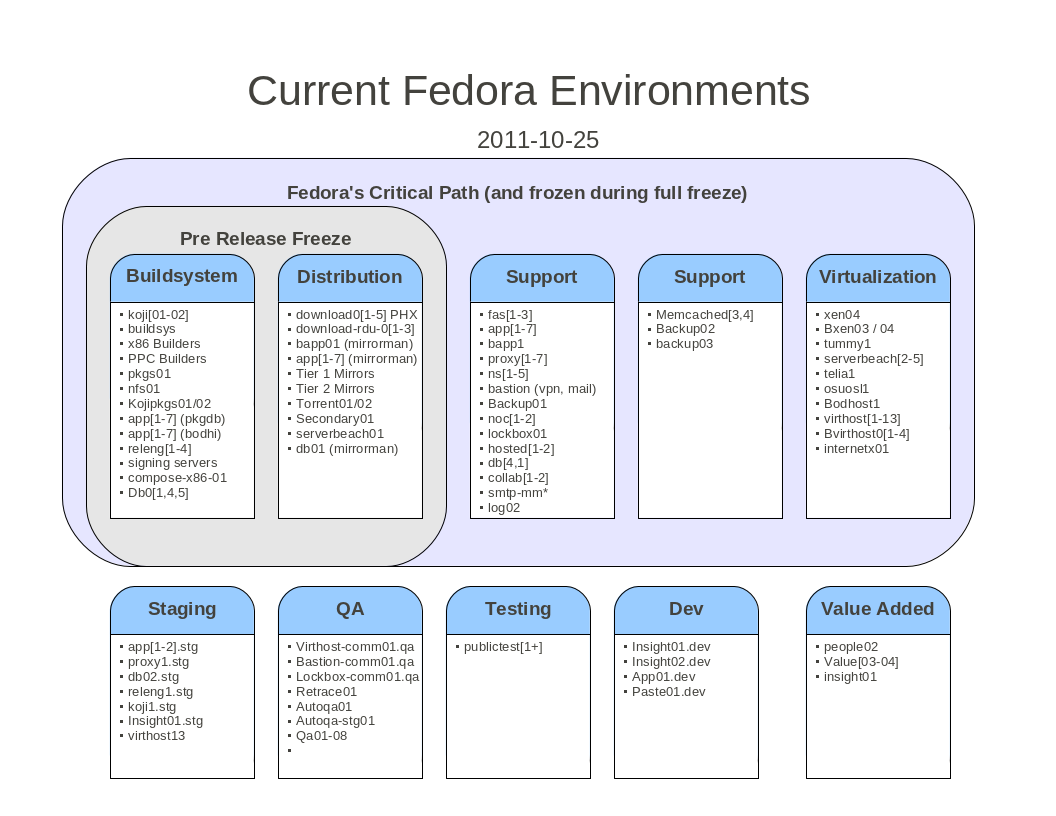 Current Fedora Environments
2011-10-25
Fedora's Critical Path (and frozen during full freeze)
Pre Release Freeze
Buildsystem
koji[01-02]
buildsys
x86 Builders
PPC Builders
pkgs01
nfs01
Kojipkgs01/02
app[1-7] (pkgdb)
app[1-7] (bodhi)
releng[1-4]
signing servers
compose-x86-01
Db0[1,4,5]
Distribution
download0[1-5] PHX
download-rdu-0[1-3]
bapp01 (mirrorman)
app[1-7] (mirrorman)
Tier 1 Mirrors
Tier 2 Mirrors
Torrent01/02
Secondary01
serverbeach01
db01 (mirrorman)
Support
fas[1-3]
app[1-7]
bapp1
proxy[1-7]
ns[1-5]
bastion (vpn, mail)
Backup01
noc[1-2]
lockbox01
hosted[1-2]
db[4,1]
collab[1-2]
smtp-mm*
log02
Support
Memcached[3,4]
Backup02
backup03
Virtualization
xen04
Bxen03 / 04
tummy1
serverbeach[2-5]
telia1
osuosl1
Bodhost1
virthost[1-13]
Bvirthost0[1-4]
internetx01
Staging
app[1-2].stg
proxy1.stg
db02.stg
releng1.stg
koji1.stg
Insight01.stg
virthost13
QA
Virthost-comm01.qa
Bastion-comm01.qa
Lockbox-comm01.qa
Retrace01
Autoqa01
Autoqa-stg01
Qa01-08
Testing
publictest[1+]
Dev
Insight01.dev
Insight02.dev
App01.dev
Paste01.dev
Value Added
people02
Value[03-04]
insight01